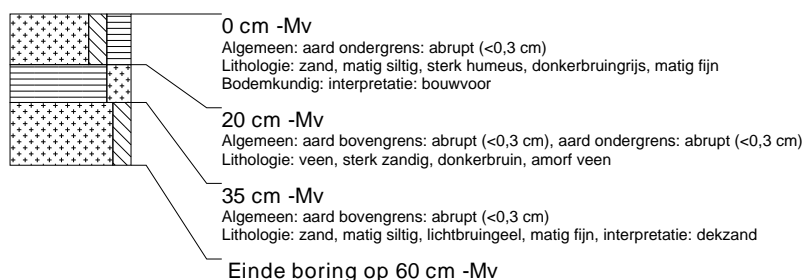 0 cm -Mv
Algemeen: aard ondergrens: abrupt (<0,3 cm)
Lithologie: zand, matig siltig, sterk humeus, donkerbruingrijs, matig fijn
Bodemkundig: interpretatie: bouwvoor
20 cm -Mv
Algemeen: aard bovengrens: abrupt (<0,3 cm), aard ondergrens: abrupt (<0,3 cm)
Lithologie: veen, sterk zandig, donkerbruin, amorf veen
35 cm -Mv
Algemeen: aard bovengrens: abrupt (<0,3 cm)
Lithologie: zand, matig siltig, lichtbruingeel, matig fijn, interpretatie: dekzand
Einde boring op 60 cm -Mv